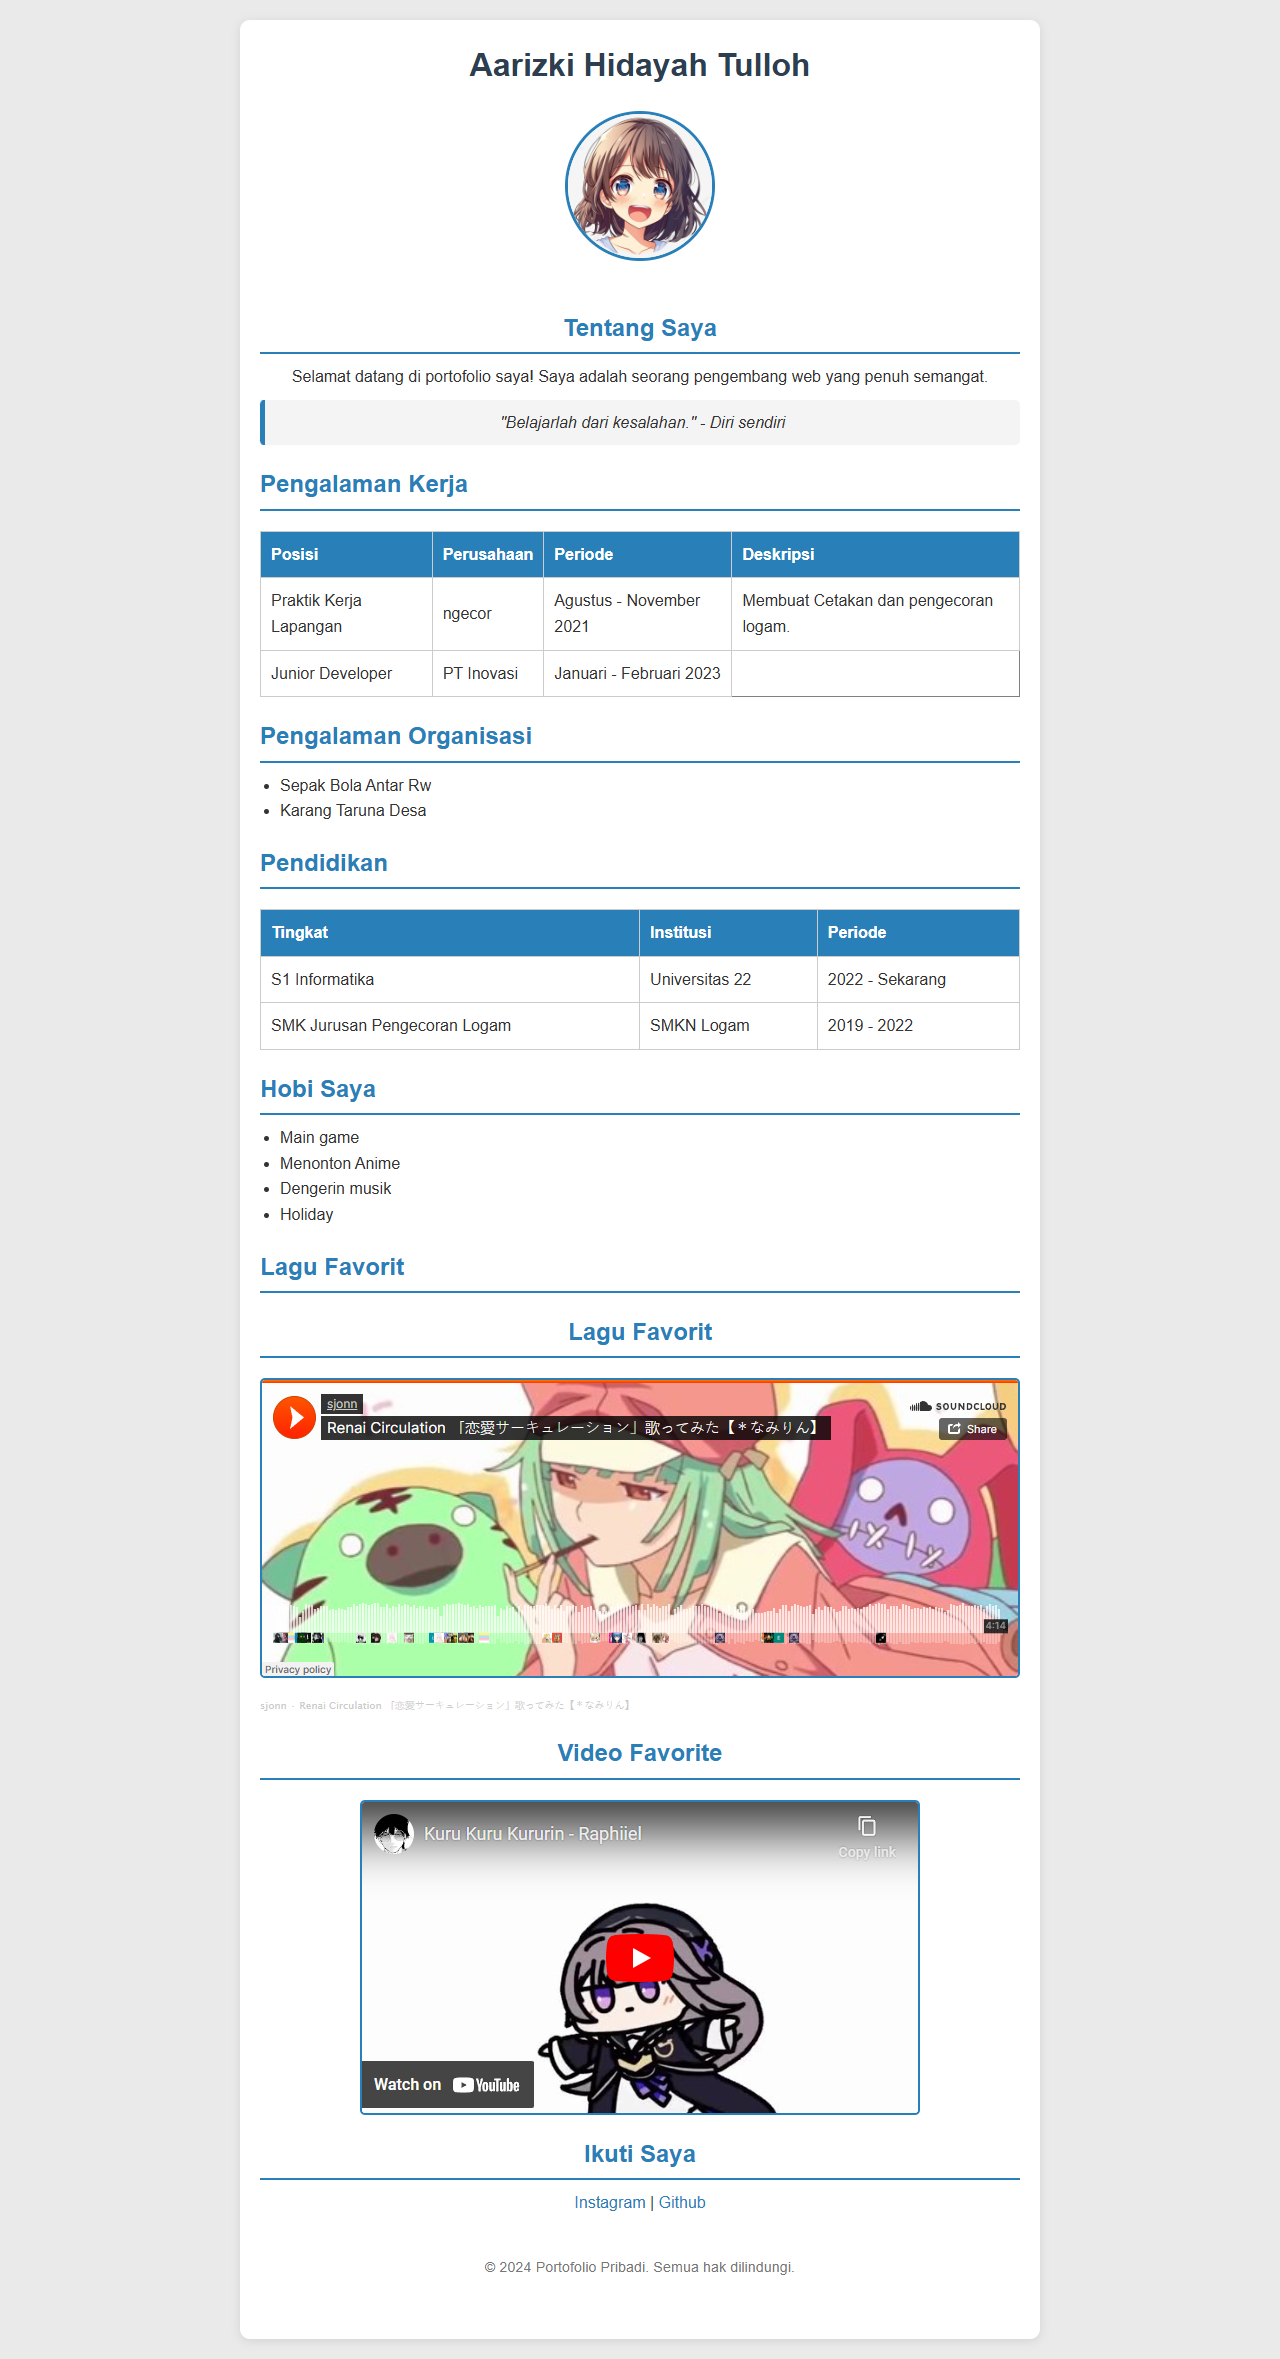 Aarizki Hidayah Tulloh
Tentang Saya
Selamat datang di portofolio saya! Saya adalah seorang pengembang web yang penuh semangat.
"Belajarlah dari kesalahan." - Diri sendiri
Pengalaman Kerja
Posisi Perusahaan Periode Deskripsi
Praktik Kerja Lapangan ngecor Agustus - November 2021 Membuat Cetakan dan pengecoran logam.
Junior Developer PT Inovasi Januari - Februari 2023
Pengalaman Organisasi
• Sepak Bola Antar Rw
• Karang Taruna Desa
Pendidikan
Tingkat Institusi Periode
S1 Informatika Universitas 22 2022 - Sekarang
SMK Jurusan Pengecoran Logam SMKN Logam 2019 - 2022
Hobi Saya
• Main game
• Menonton Anime
• Dengerin musik
• Holiday
Lagu Favorit
Lagu Favorit
sjonn
SOUNDCLOUD
Renai Circulation 「恋愛サーキュレーション」歌ってみた【＊なみりん】
Share
4:14
Privacy policy
sjonn · Renai Circulation 「恋愛サーキュレーション」歌ってみた【＊なみりん】
Video Favorite
Kuru Kuru Kururin - Raphiiel
Copy link
Watch on YouTube
Ikuti Saya
Instagram | Github
© 2024 Portofolio Pribadi. Semua hak dilindungi.